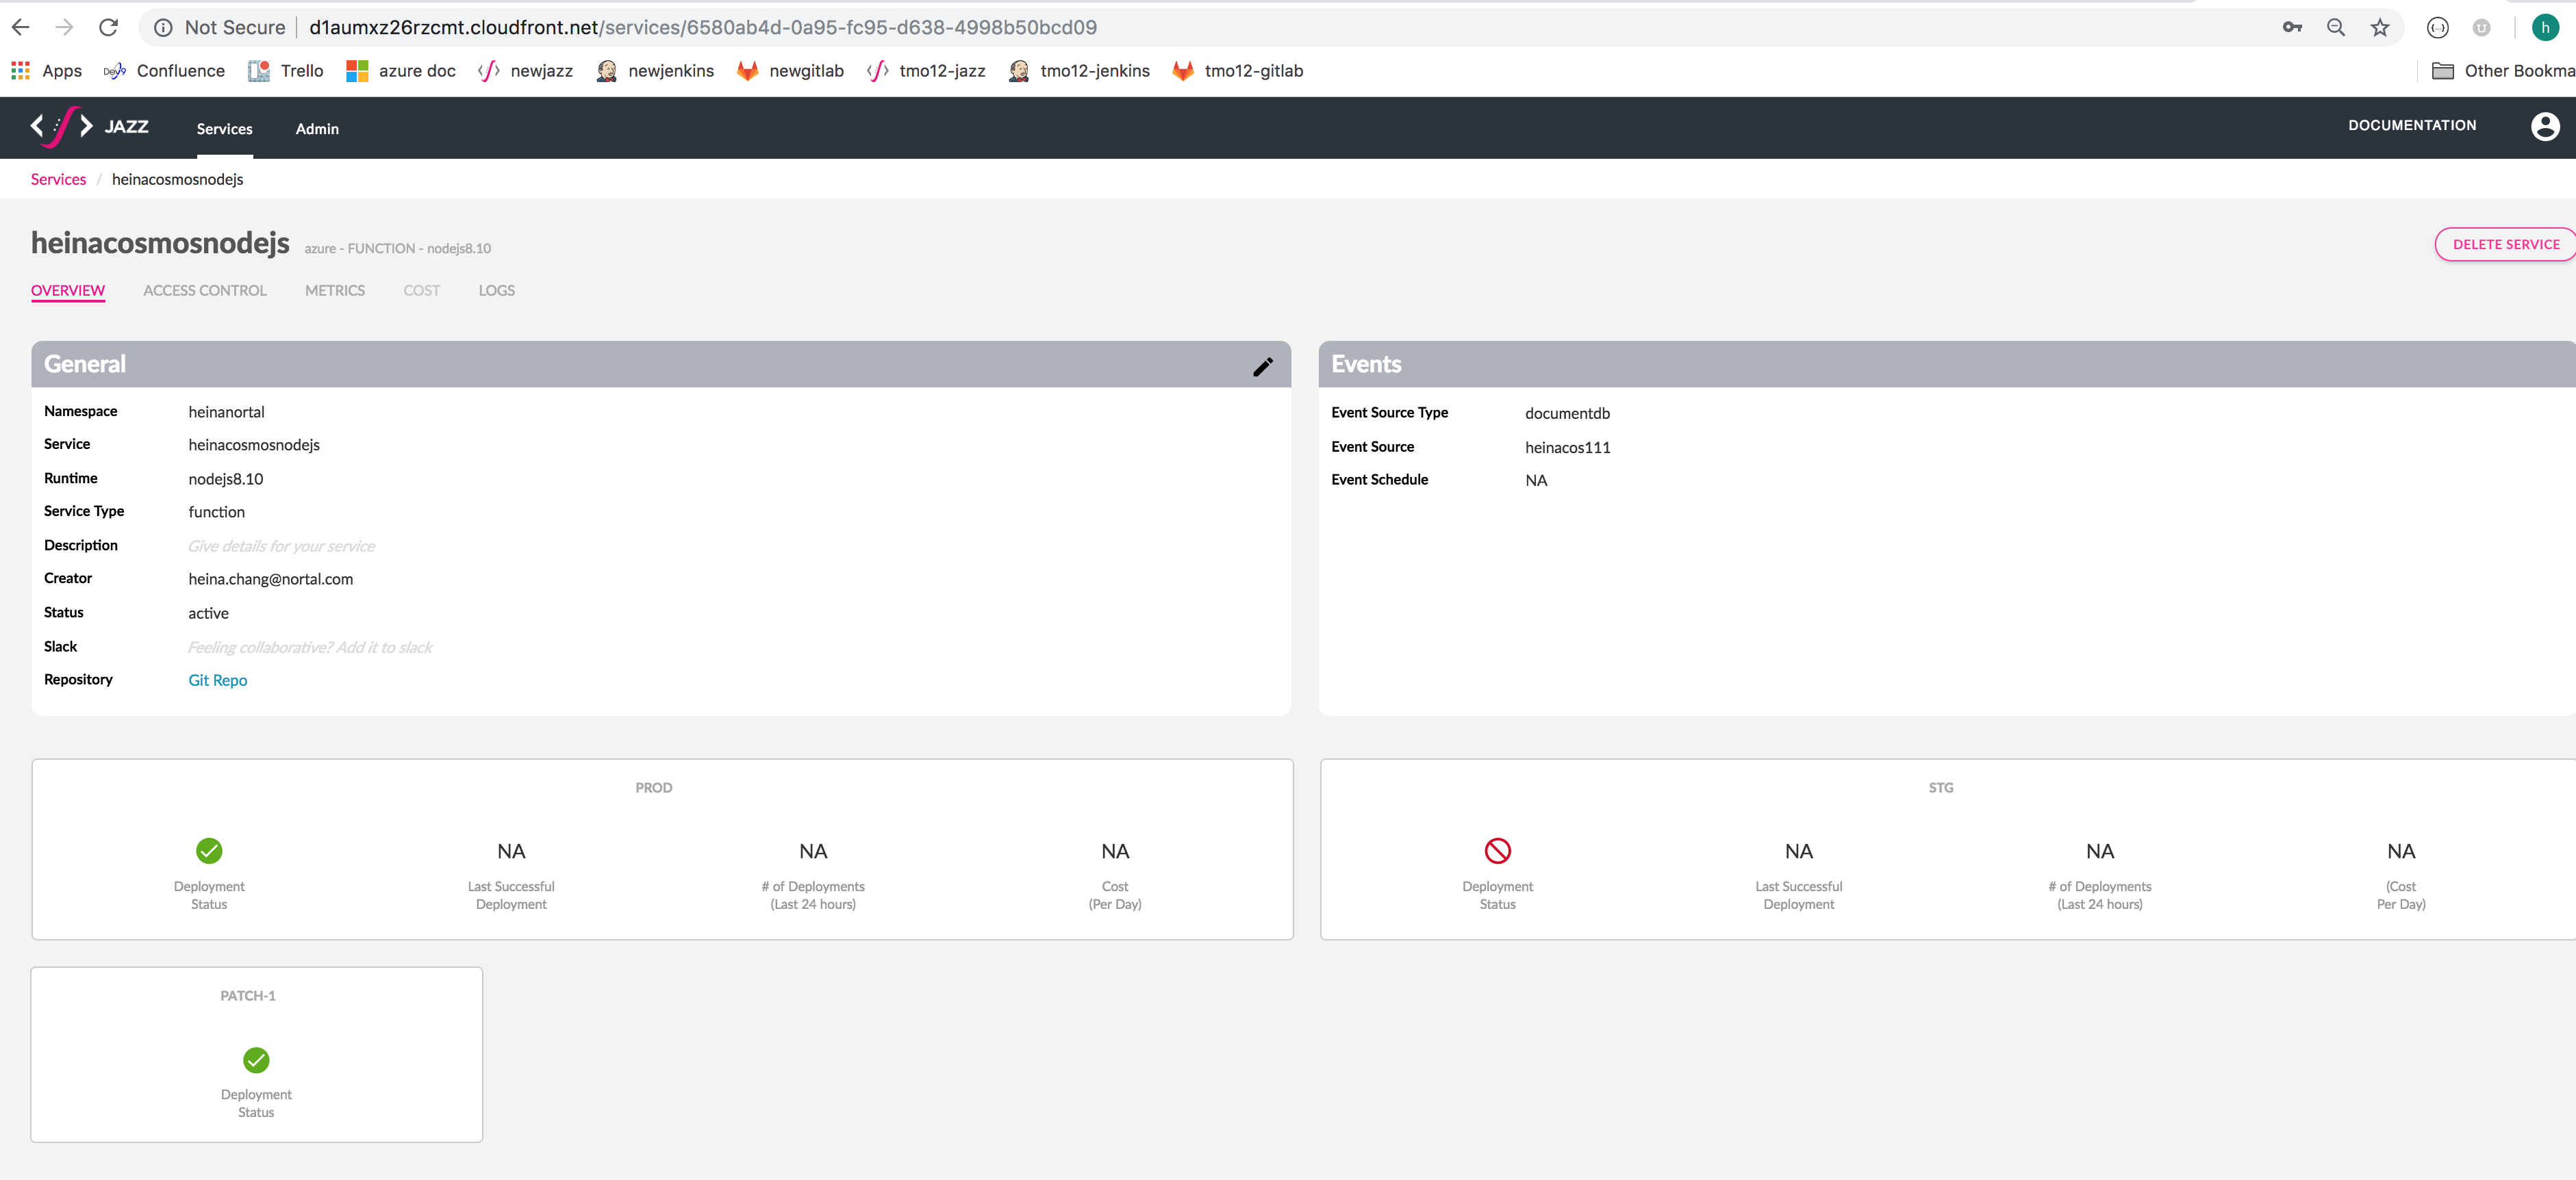 Not Secure d1aumxz26rzcmt.cloudfront.net/services/6580ab4d-0a95-fc95-d638-4998b50bcd09
h
Apps Dev9 Confluence Trello azure doc newjazz newjenkins newgitlab tmo12-jazz tmo12-jenkins tmo12-gitlab Other Bookma
JAZZ Services Admin DOCUMENTATION
Services / heinacosmosnodejs
heinacosmosnodejs azure - FUNCTION - nodejs8.10 DELETE SERVICE
OVERVIEW ACCESS CONTROL METRICS COST LOGS
General
Namespace heinanortal
Service heinacosmosnodejs
Runtime nodejs8.10
Service Type function
Description Give details for your service
Creator heina.chang@nortal.com
Status active
Slack Feeling collaborative? Add it to slack
Repository Git Repo
Events
Event Source Type documentdb
Event Source heinacos111
Event Schedule NA
PROD
NA NA NA
Deployment Last Successful # of Deployments Cost
Status Deployment (Last 24 hours) (Per Day)
STG
NA NA NA
Deployment Last Successful # of Deployments (Cost
Status Deployment (Last 24 hours) Per Day)
PATCH-1
Deployment
Status